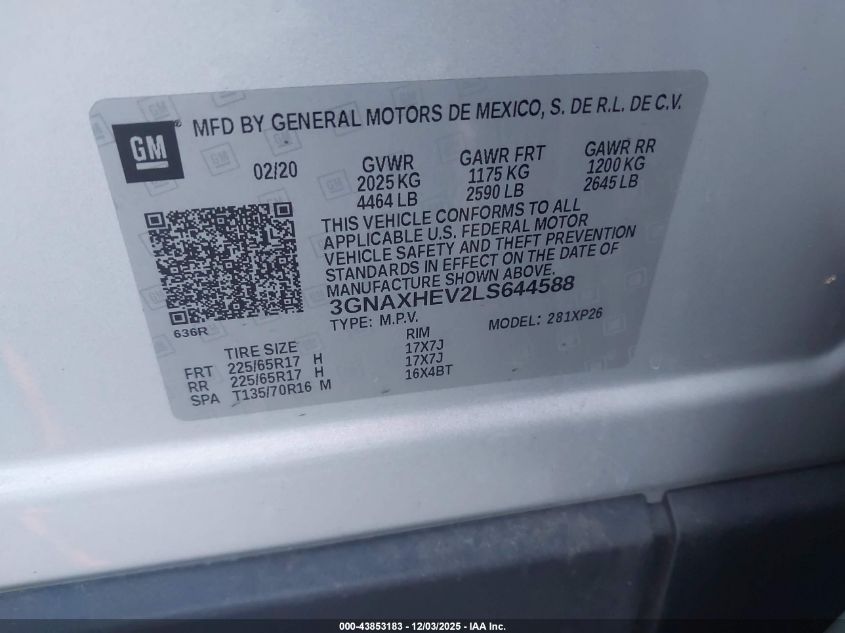 GM
® MFD BY GENERAL MOTORS DE MEXICO, S. DE R.L. DE C.V.
02/20 GVWR GAWR FRT GAWR RR
2025 KG 1175 KG 1200 KG
4464 LB 2590 LB 2645 LB
THIS VEHICLE CONFORMS TO ALL
APPLICABLE U.S. FEDERAL MOTOR
VEHICLE SAFETY AND THEFT PREVENTION
STANDARDS IN EFFECT ON THE DATE OF
MANUFACTURE SHOWN ABOVE.
3GNAXHEV2LS644588
636R TYPE: M.P.V. MODEL: 281XP26
TIRE SIZE RIM
FRT 225/65R17 H 17X7J
RR 225/65R17 H 17X7J
SPA T135/70R16 M 16X4BT
000-43853183 - 12/03/2025 - IAA Inc.